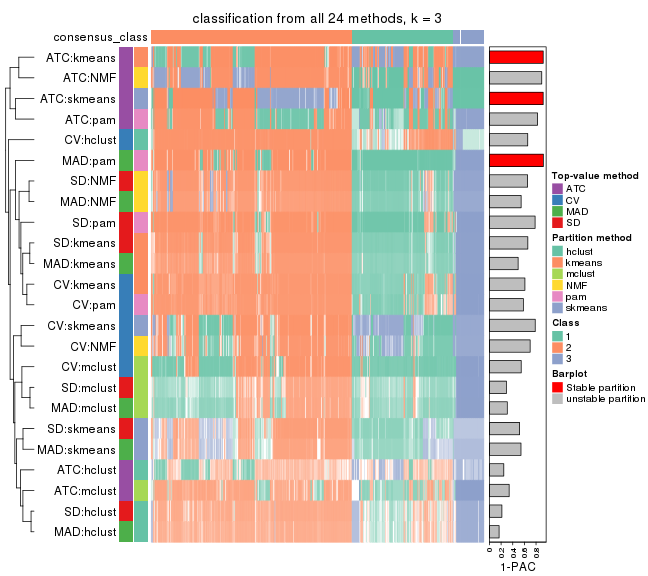 classification from all 24 methods, k = 3
consensus_class
ATC:kmeans
ATC:NMF
ATC:skmeans
ATC:pam
CV:hclust
MAD:pam
SD:NMF
MAD:NMF
SD:pam
SD:kmeans
MAD:kmeans
CV:kmeans
CV:pam
CV:skmeans
CV:NMF
CV:mclust
SD:mclust
MAD:mclust
SD:skmeans
MAD:skmeans
ATC:hclust
ATC:mclust
SD:hclust
MAD:hclust
0 0.2 0.4 0.6 0.8
1-PAC
Top-value method
ATC
CV
MAD
SD
Partition method
hclust
kmeans
mclust
NMF
pam
skmeans
Class
1
2
3
Barplot
Stable partition
unstable partition